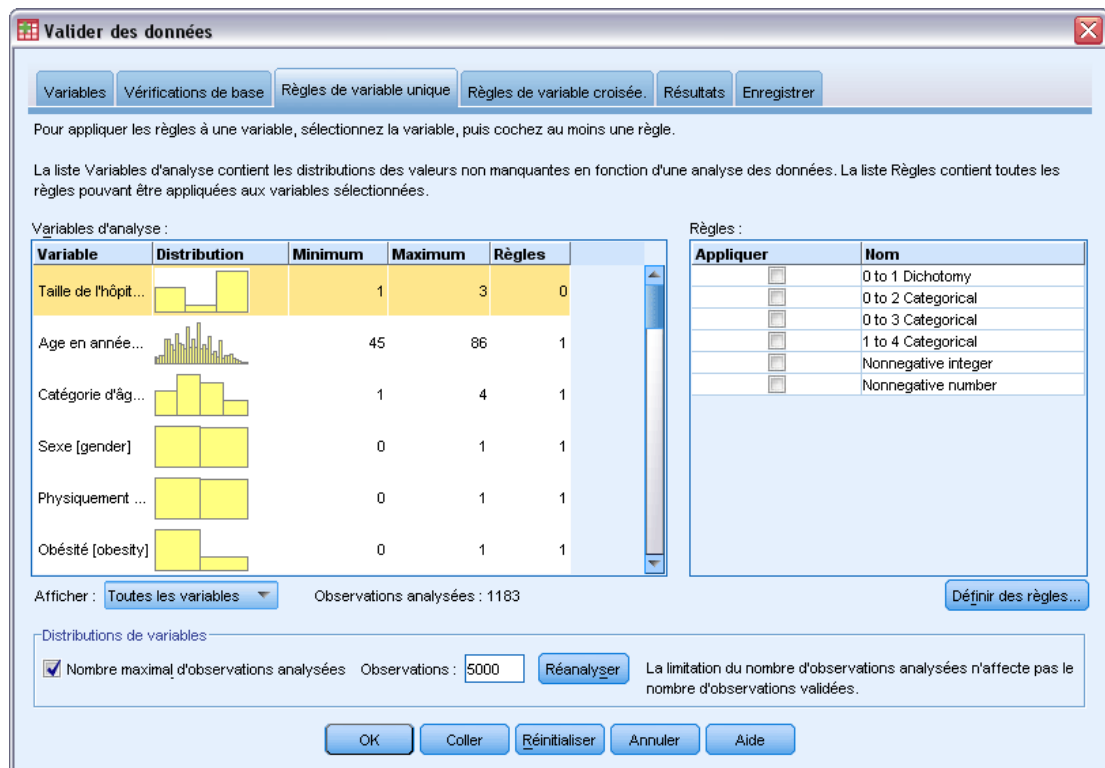 Valider des données
Variables Vérifications de base Règles de variable unique Règles de variable croisée. Résultats Enregistrer
Pour appliquer les règles à une variable, sélectionnez la variable, puis cochez au moins une règle.
La liste Variables d'analyse contient les distributions des valeurs non manquantes en fonction d'une analyse des données. La liste Règles contient toutes les
règles pouvant être appliquées aux variables sélectionnées.
Variables d'analyse :
Variable Distribution Minimum Maximum Règles
Taille de l'hôpit... 1 3 0
Age en année... 45 86 1
Catégorie d'âg... 1 4 1
Sexe [gender] 0 1 1
Physiquement ... 0 1 1
Obésité [obesity] 0 1 1
Règles :
Appliquer Nom
0 to 1 Dichotomy
0 to 2 Categorical
0 to 3 Categorical
1 to 4 Categorical
Nonnegative integer
Nonnegative number
Afficher : Toutes les variables Observations analysées : 1183 Définir des règles...
Distributions de variables
Nombre maximal d'observations analysées Observations : 5000 Réanalyser
La limitation du nombre d'observations analysées n'affecte pas le
nombre d'observations validées.
OK Coller Réinitialiser Annuler Aide